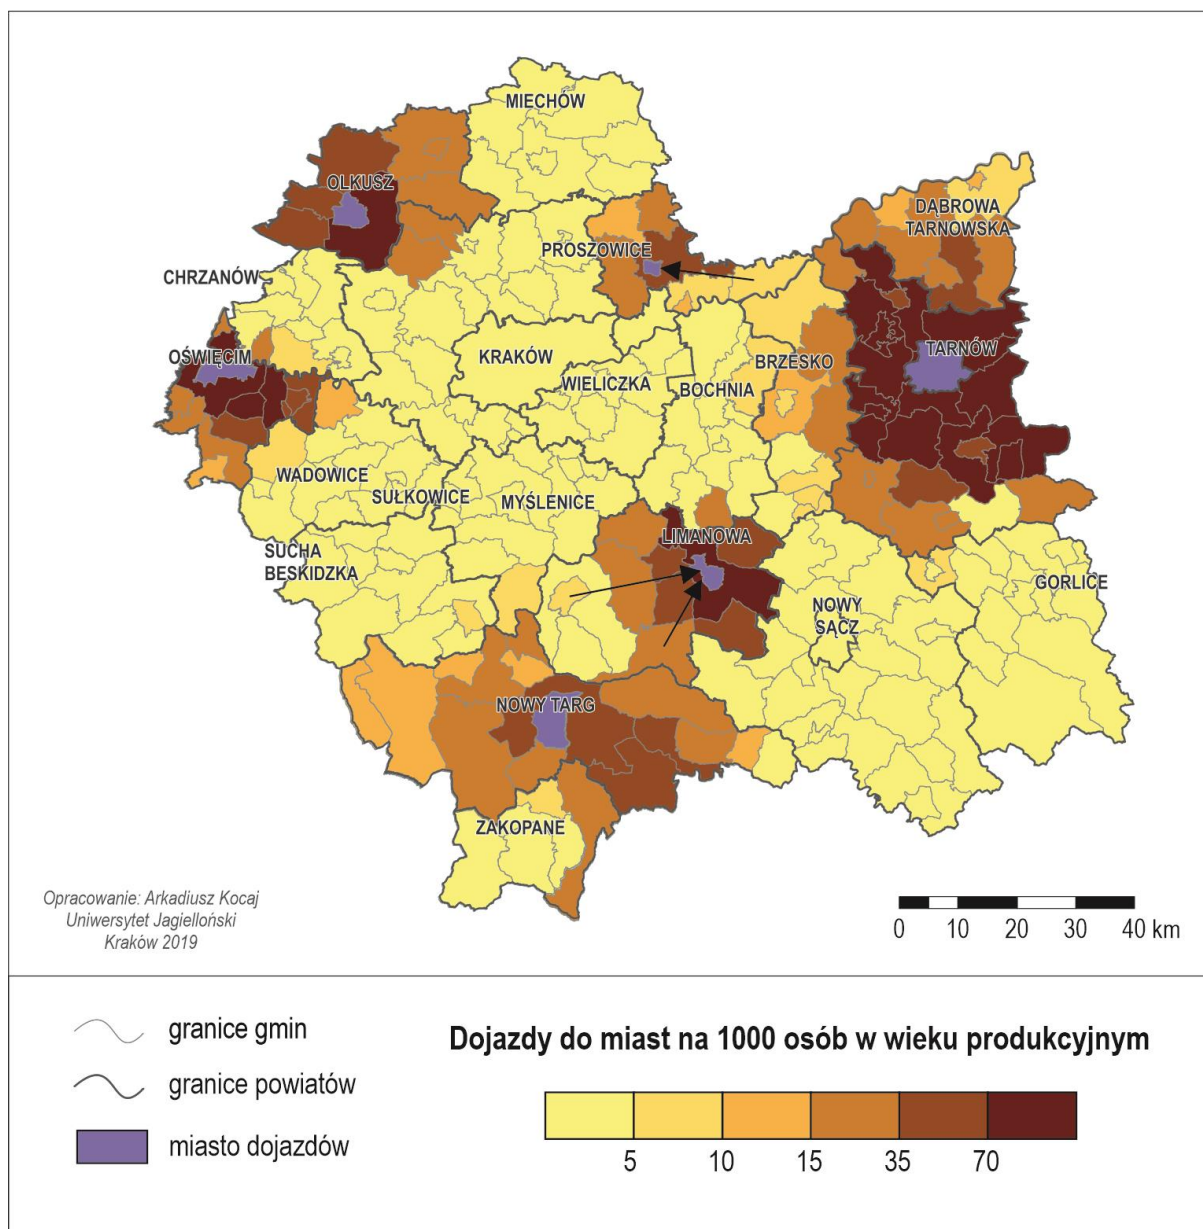 MIECHÓW
OLKUSZ
DĄBROWA
TARNOWSKA
PROSZOWICE
CHRZANÓW
OŚWIĘCIM
KRAKÓW
WIELICZKA
BOCHNIA
BRZESKO
TARNÓW
WADOWICE
SUŁKOWICE
MYŚLENICE
LIMANOWA
SUCHA
BESKIDZKA
GORLICE
NOWY
SĄCZ
NOWY TARG
ZAKOPANE
Opracowanie: Arkadiusz Kocaj
Uniwersytet Jagielloński
Kraków 2019
0 10 20 30 40 km
granice gmin
granice powiatów
miasto dojazdów
Dojazdy do miast na 1000 osób w wieku produkcyjnym
5 10 15 35 70